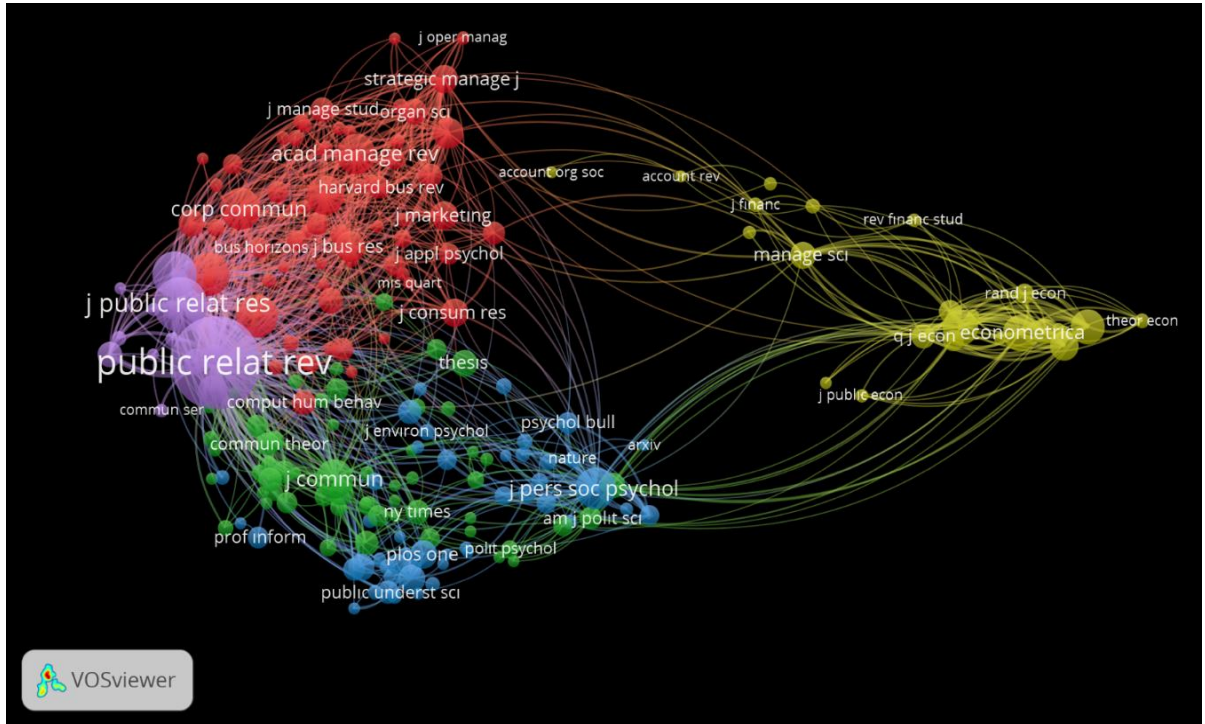 j oper manag
strategic manage j
j manage stud
organ sci
acad manage rev
account org soc
account rev
harvard bus rev
j financ
corp commun
j marketing
rev financ stud
bus horizons
j bus res
j appl psychol
manage sci
mis quart
rand j econ
j public relat res
j consum res
theor econ
q j econ
econometrica
public relat rev
thesis
j public econ
commun ser
comput hum behav
psychol bull
j environ psychol
commun theor
arxiv
nature
j commun
j pers soc psychol
ny times
am j polit sci
prof inform
plos one
polit psychol
public underst sci
VOSviewer